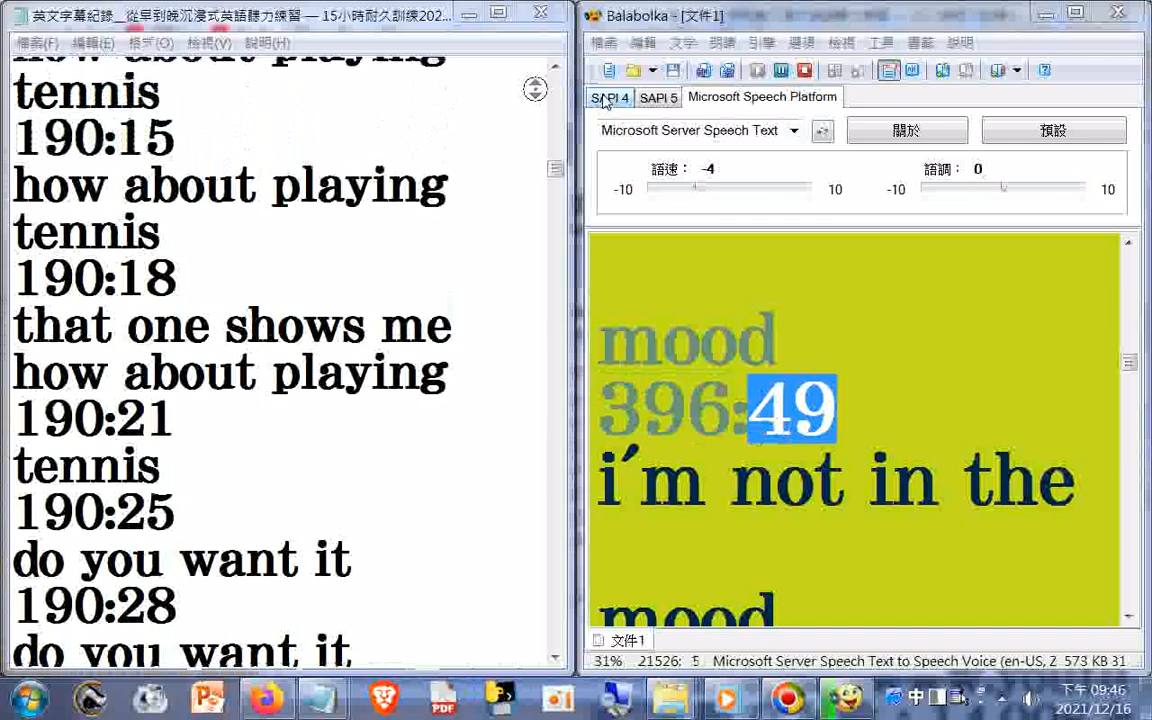 英文字幕紀錄__從早到晚沉浸式英語聽力練習 — 15小時耐久訓練202...
檔案(F) 編輯(E) 格式(O) 檢視(V) 說明(H)
how about playing
tennis
190:15
how about playing
tennis
190:18
that one shows me
how about playing
190:21
tennis
190:25
do you want it
190:28
do you want it
Balabolka - [文件1]
檔案 編輯 文字 朗讀 引擎 選項 檢視 工具 書籤 說明
SAPI 4 SAPI 5 Microsoft Speech Platform
Microsoft Server Speech Text 關於 預設
語速： -4 語調： 0
-10 10 -10 10
mood
396:49
i´m not in the
mood
文件1
31% 21526: 5 Microsoft Server Speech Text to Speech Voice (en-US, Z 573 KB 31
中
下午 09:46
2021/12/16